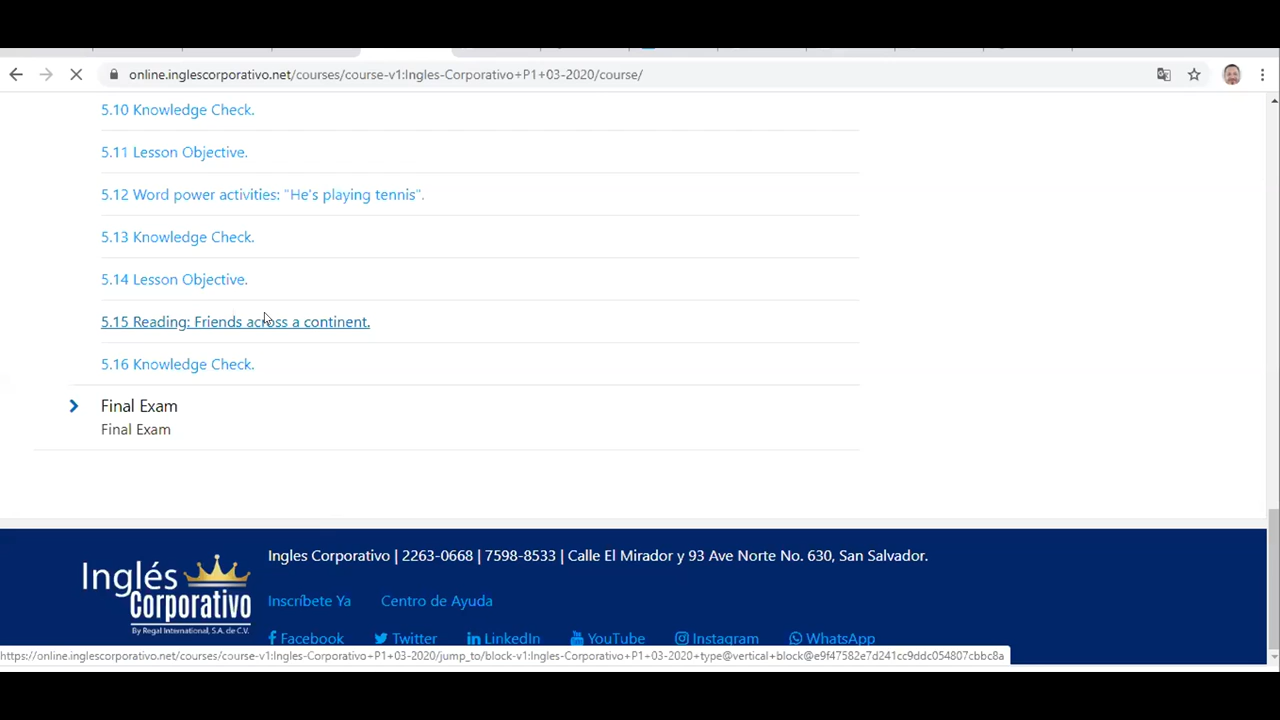 online.inglescorporativo.net/courses/course-v1:Ingles-Corporativo+P1+03-2020/course/
5.10 Knowledge Check.
5.11 Lesson Objective.
5.12 Word power activities: "He's playing tennis".
5.13 Knowledge Check.
5.14 Lesson Objective.
5.15 Reading: Friends across a continent.
5.16 Knowledge Check.
Final Exam
Final Exam
Inglés
Corporativo
By Regal International, S.A. de C.V.
Ingles Corporativo | 2263-0668 | 7598-8533 | Calle El Mirador y 93 Ave Norte No. 630, San Salvador.
Inscríbete Ya Centro de Ayuda
Facebook Twitter LinkedIn YouTube Instagram WhatsApp
https://online.inglescorporativo.net/courses/course-v1:Ingles-Corporativo+P1+03-2020/jump_to/block-v1:Ingles-Corporativo+P1+03-2020+type@vertical+block@e9f47582e7d241cc9ddc054807cbbc8a